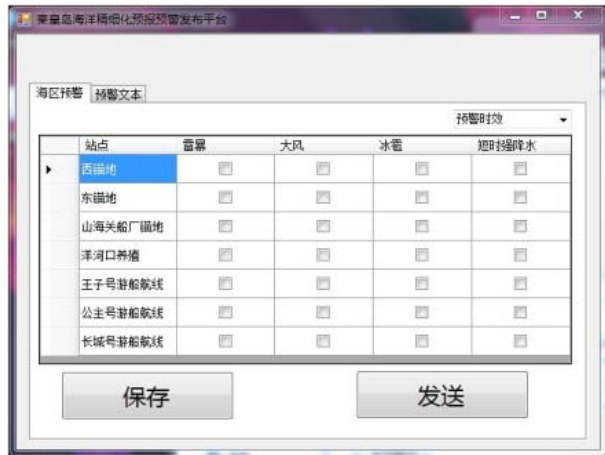 秦皇岛海洋精细化预报预警发布平台
海区预警 预警文本
预警时效
站点 雷暴 大风 冰雹 短时强降水
西锚地
东锚地
山海关船厂锚地
洋河口养殖
王子号游船航线
公主号游船航线
长城号游船航线
保存 发送